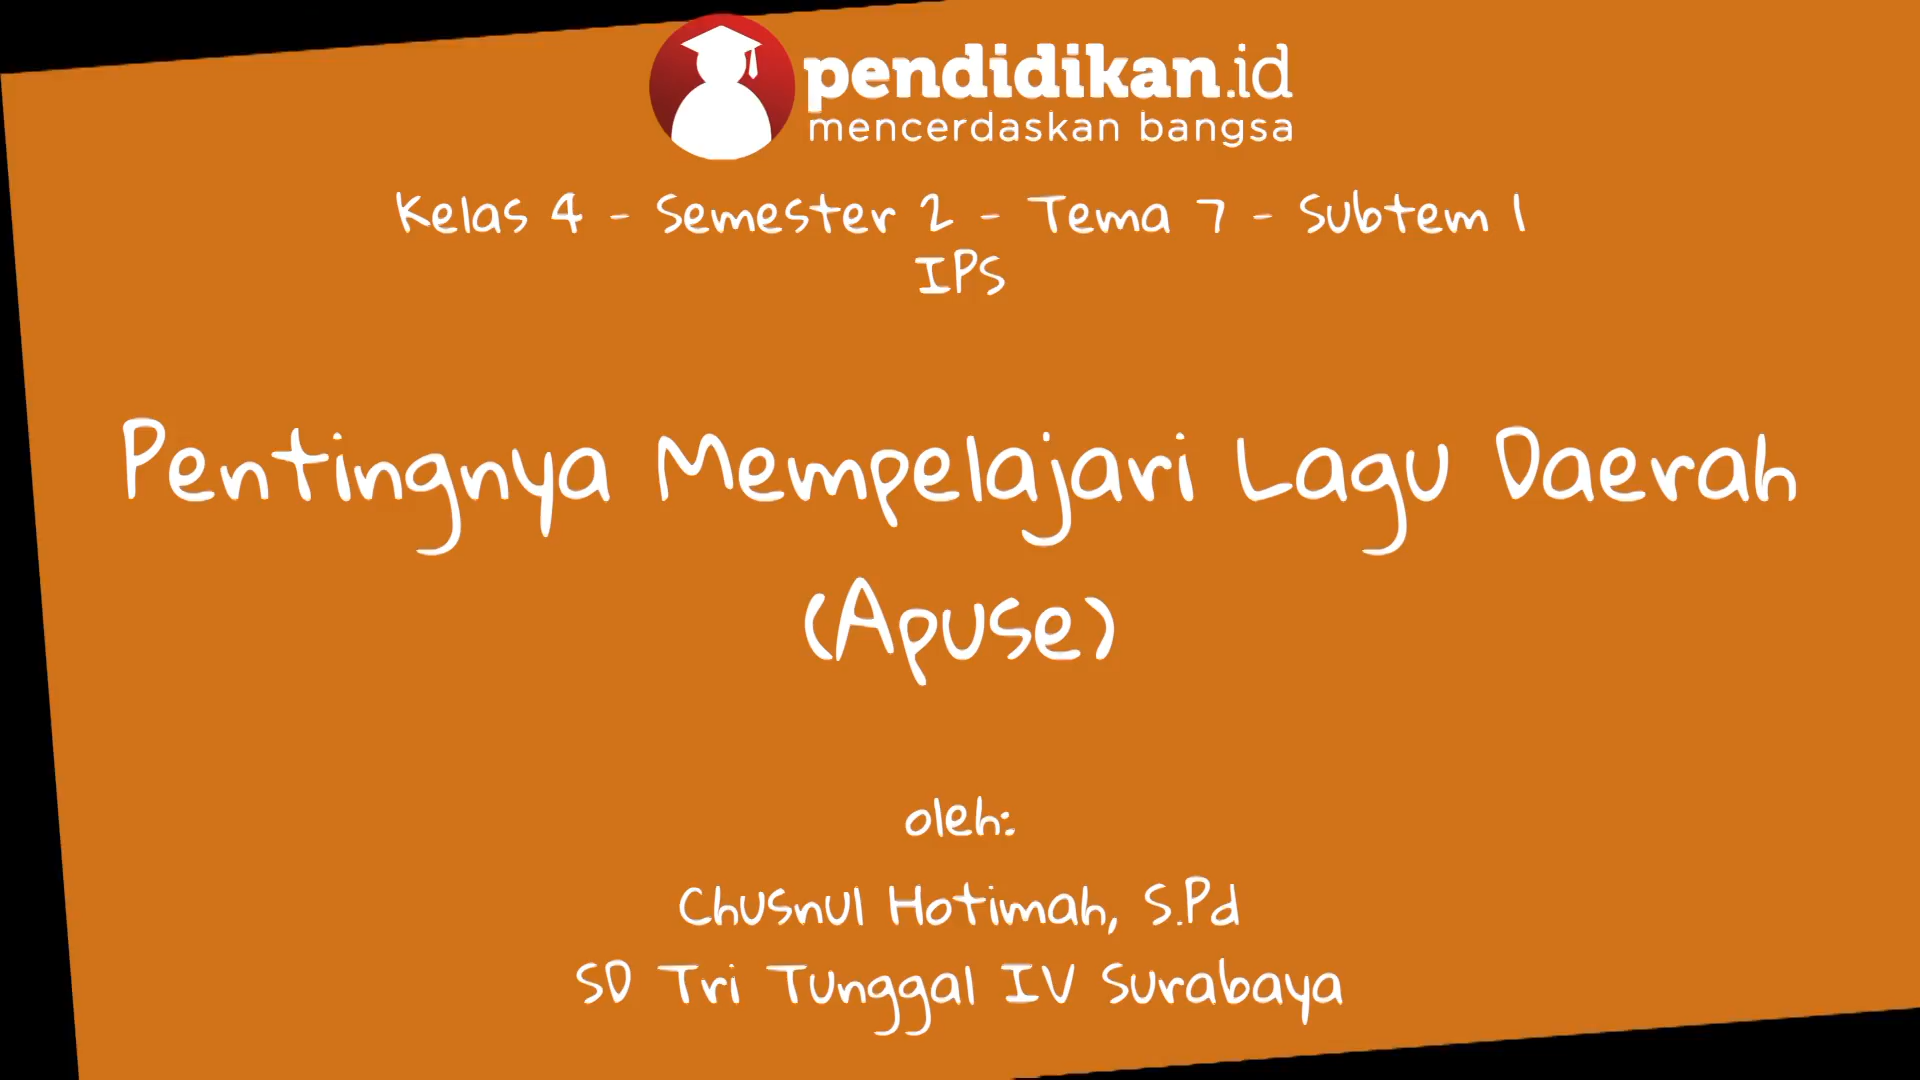 pendidikan.id
mencerdaskan bangsa
Kelas 4 - Semester 2 - Tema 7 - Subtem 1
IPS
Pentingnya Mempelajari Lagu Daerah
(Apuse)
oleh:
Chusnul Hotimah, S.Pd
SD Tri Tunggal IV Surabaya